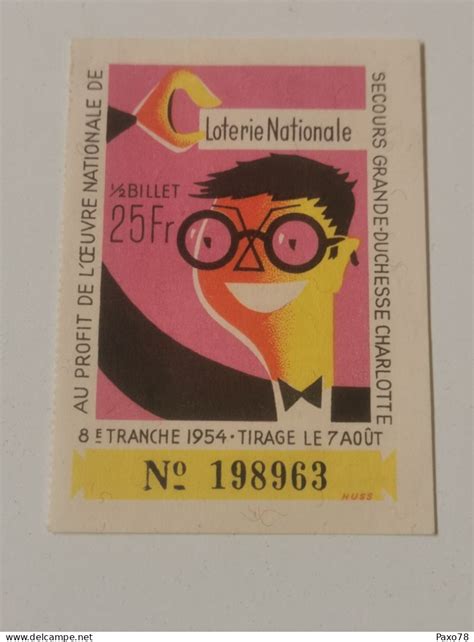 AU PROFIT DE L'ŒUVRE NATIONALE DE
SECOURS GRANDE-DUCHESSE CHARLOTTE
Loterie Nationale
½ BILLET
25 Fr
8E TRANCHE 1954 · TIRAGE LE 7 AOÛT
No 198963
HUSS
delcampe.net
Paxo78